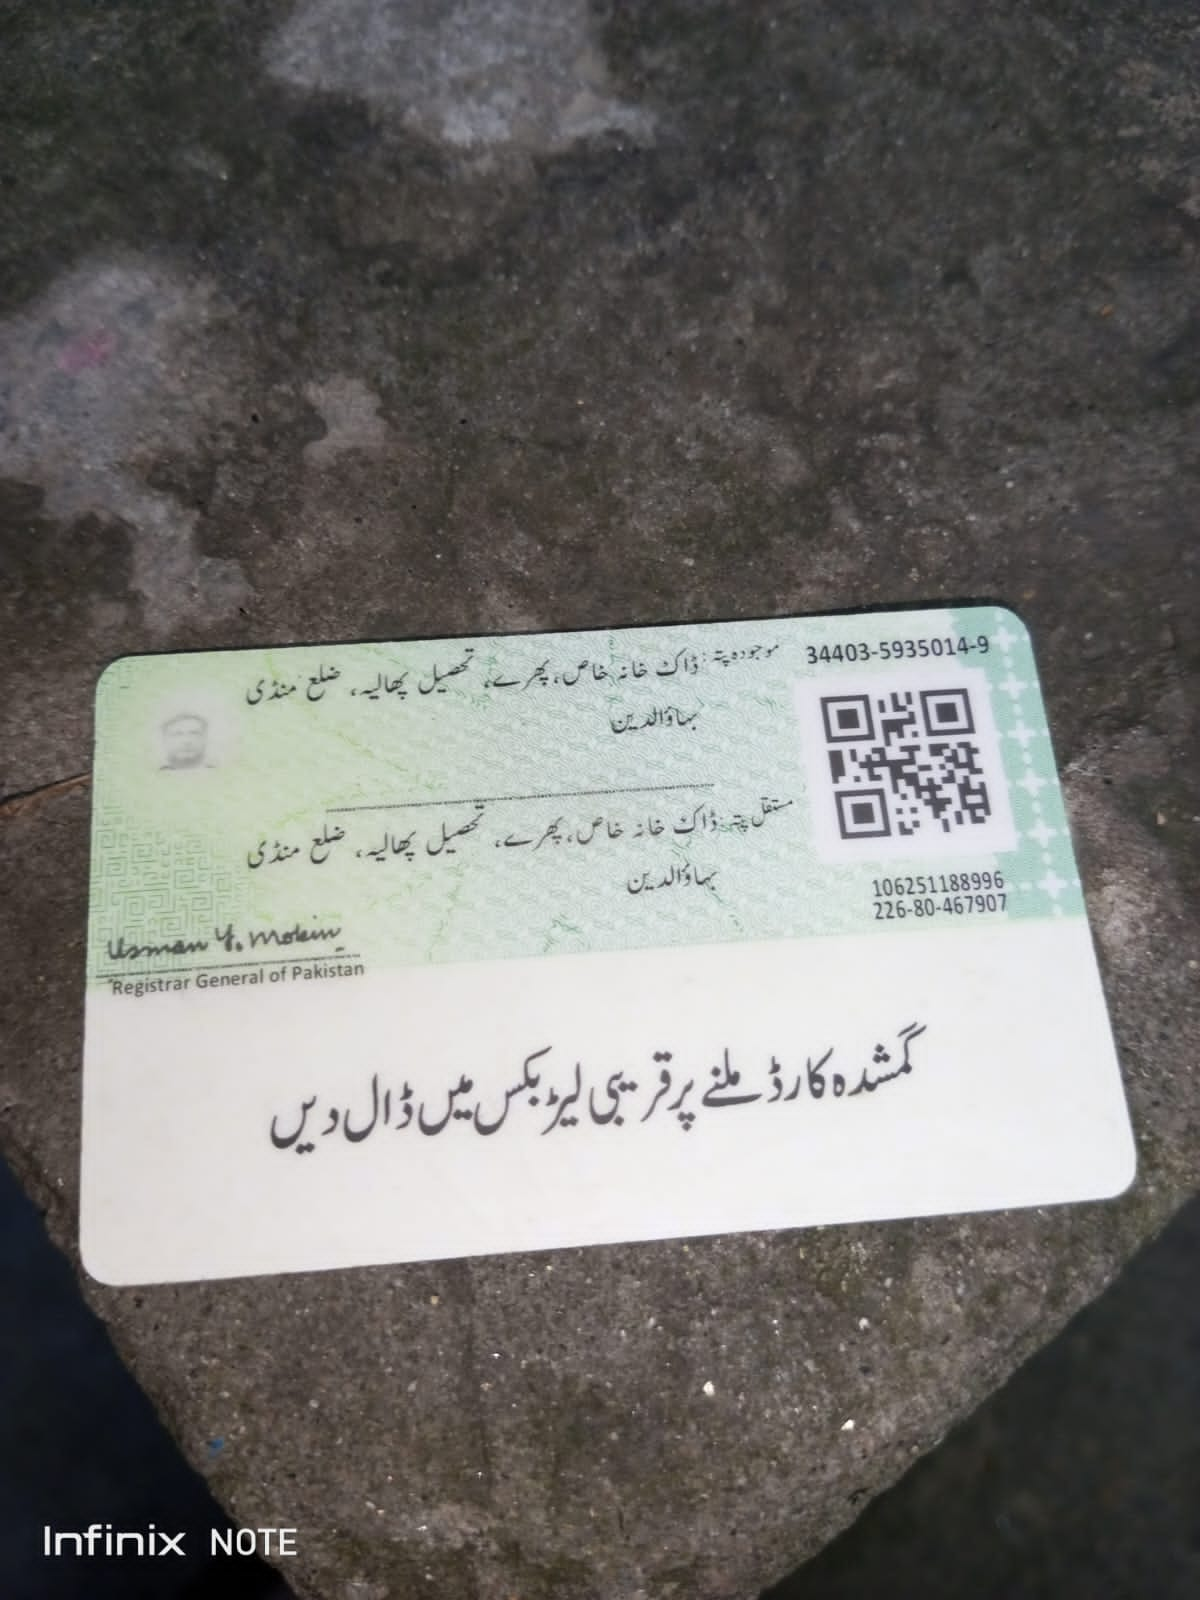 34403-5935014-9
موجودہ پتہ: ڈاک خانہ خاص، پھرے، تحصیل پھالیہ، ضلع منڈی
بہاؤالدین
مستقل پتہ: ڈاک خانہ خاص، پھرے، تحصیل پھالیہ، ضلع منڈی
بہاؤالدین
106251188996
226-80-467907
Usman Y. Mobin
Registrar General of Pakistan
گمشدہ کارڈ ملنے پر قریبی لیٹر بکس میں ڈال دیں
Infinix NOTE